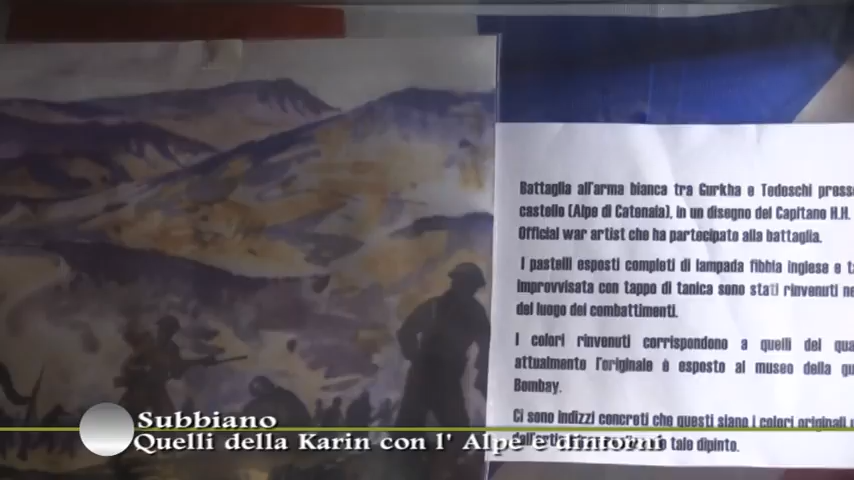 Battaglia all'arma bianca tra Gurkha e Tedeschi presso
castello (Alpe di Catenaia), in un disegno del Capitano H.H.
Official war artist che ha partecipato alla battaglia.
I pastelli esposti completi di lampada fibbia inglese e
improvvisata con tappo di tanica sono stati rinvenuti
del luogo dei combattimenti.
I colori rinvenuti corrispondono a quelli del
attualmente l'originale è esposto al museo della
Bombay.
Ci sono indizzi concreti che questi siano i colori originali
tale dipinto.
Subbiano
Quelli della Karin con l' Alpe e dintorni